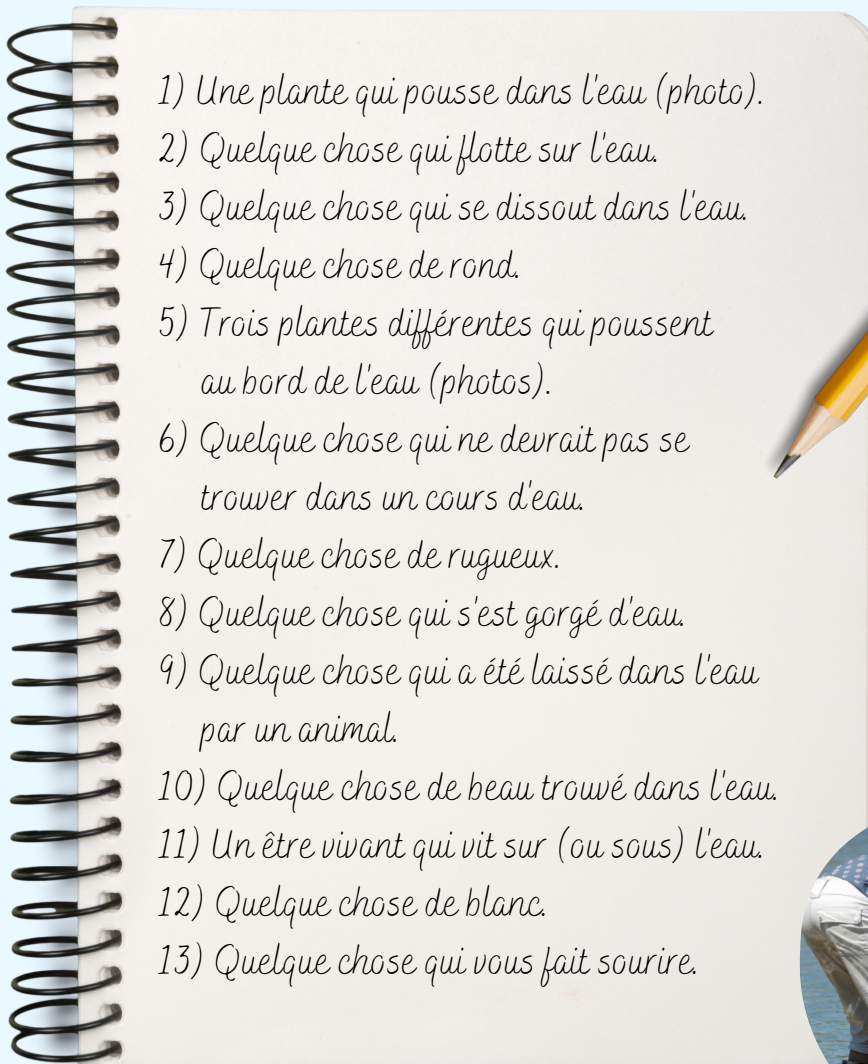 1) Une plante qui pousse dans l'eau (photo).
2) Quelque chose qui flotte sur l'eau.
3) Quelque chose qui se dissout dans l'eau.
4) Quelque chose de rond.
5) Trois plantes différentes qui poussent
au bord de l'eau (photos).
6) Quelque chose qui ne devrait pas se
trouver dans un cours d'eau.
7) Quelque chose de rugueux.
8) Quelque chose qui s'est gorgé d'eau.
9) Quelque chose qui a été laissé dans l'eau
par un animal.
10) Quelque chose de beau trouvé dans l'eau.
11) Un être vivant qui vit sur (ou sous) l'eau.
12) Quelque chose de blanc.
13) Quelque chose qui vous fait sourire.